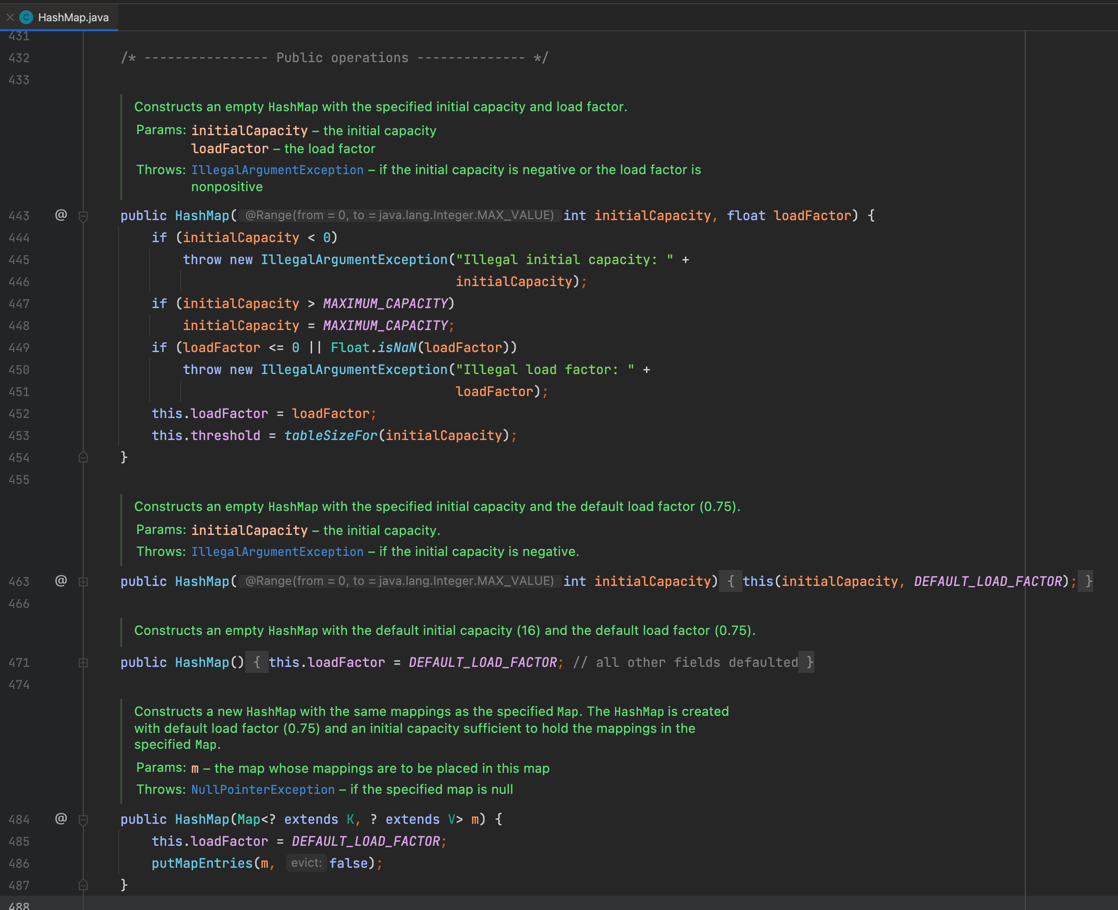 HashMap.java
431
432 /* ---------------- Public operations -------------- */
433
Constructs an empty HashMap with the specified initial capacity and load factor.
Params: initialCapacity – the initial capacity
loadFactor – the load factor
Throws: IllegalArgumentException – if the initial capacity is negative or the load factor is
nonpositive
443 @ public HashMap( @Range(from = 0, to = java.lang.Integer.MAX_VALUE) int initialCapacity, float loadFactor) {
444 if (initialCapacity < 0)
445 throw new IllegalArgumentException("Illegal initial capacity: " +
446 initialCapacity);
447 if (initialCapacity > MAXIMUM_CAPACITY)
448 initialCapacity = MAXIMUM_CAPACITY;
449 if (loadFactor <= 0 || Float.isNaN(loadFactor))
450 throw new IllegalArgumentException("Illegal load factor: " +
451 loadFactor);
452 this.loadFactor = loadFactor;
453 this.threshold = tableSizeFor(initialCapacity);
454 }
455
Constructs an empty HashMap with the specified initial capacity and the default load factor (0.75).
Params: initialCapacity – the initial capacity.
Throws: IllegalArgumentException – if the initial capacity is negative.
463 @ public HashMap( @Range(from = 0, to = java.lang.Integer.MAX_VALUE) int initialCapacity) { this(initialCapacity, DEFAULT_LOAD_FACTOR); }
466
Constructs an empty HashMap with the default initial capacity (16) and the default load factor (0.75).
471 public HashMap() { this.loadFactor = DEFAULT_LOAD_FACTOR; // all other fields defaulted }
474
Constructs a new HashMap with the same mappings as the specified Map. The HashMap is created
with default load factor (0.75) and an initial capacity sufficient to hold the mappings in the
specified Map.
Params: m – the map whose mappings are to be placed in this map
Throws: NullPointerException – if the specified map is null
484 @ public HashMap(Map<? extends K, ? extends V> m) {
485 this.loadFactor = DEFAULT_LOAD_FACTOR;
486 putMapEntries(m, evict: false);
487 }
488